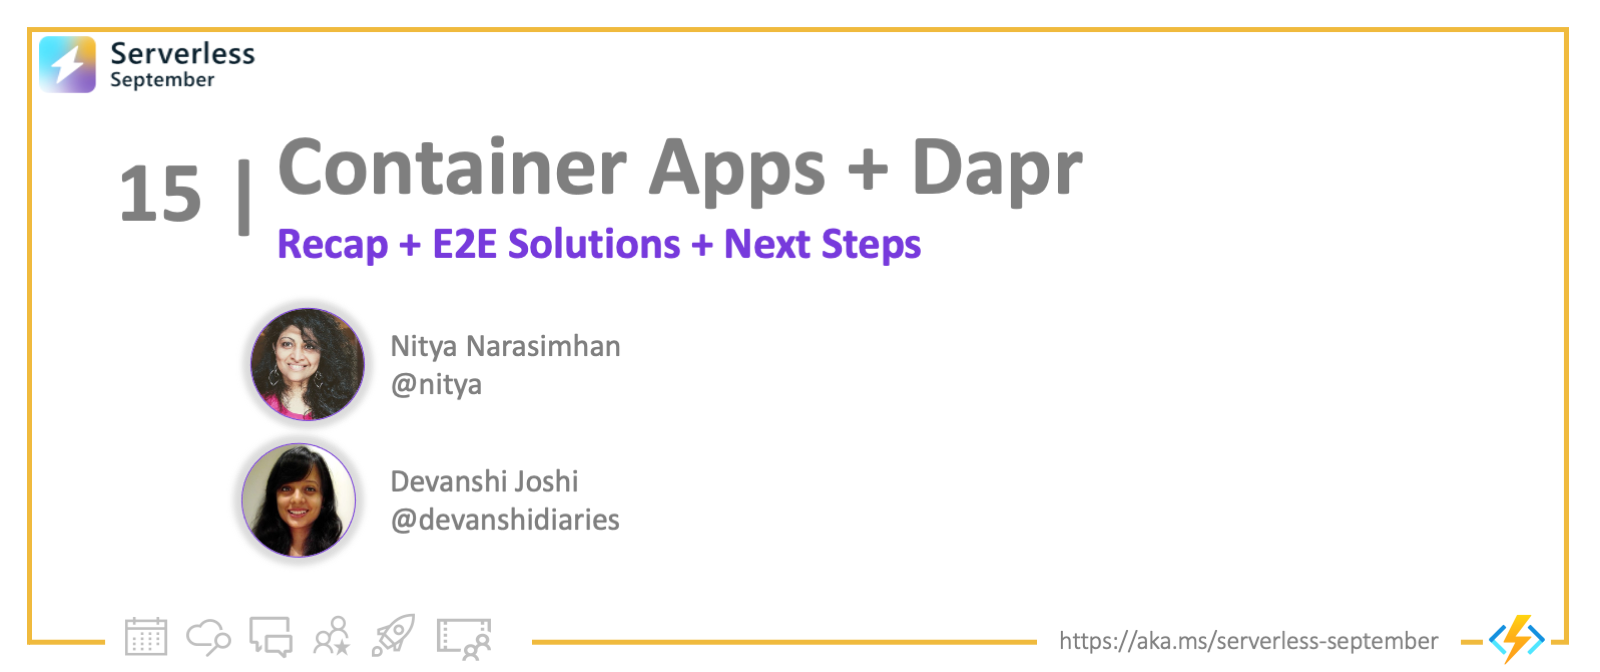 Serverless
September
15 |
Container Apps + Dapr
Recap + E2E Solutions + Next Steps
Nitya Narasimhan
@nitya
Devanshi Joshi
@devanshidiaries
https://aka.ms/serverless-september